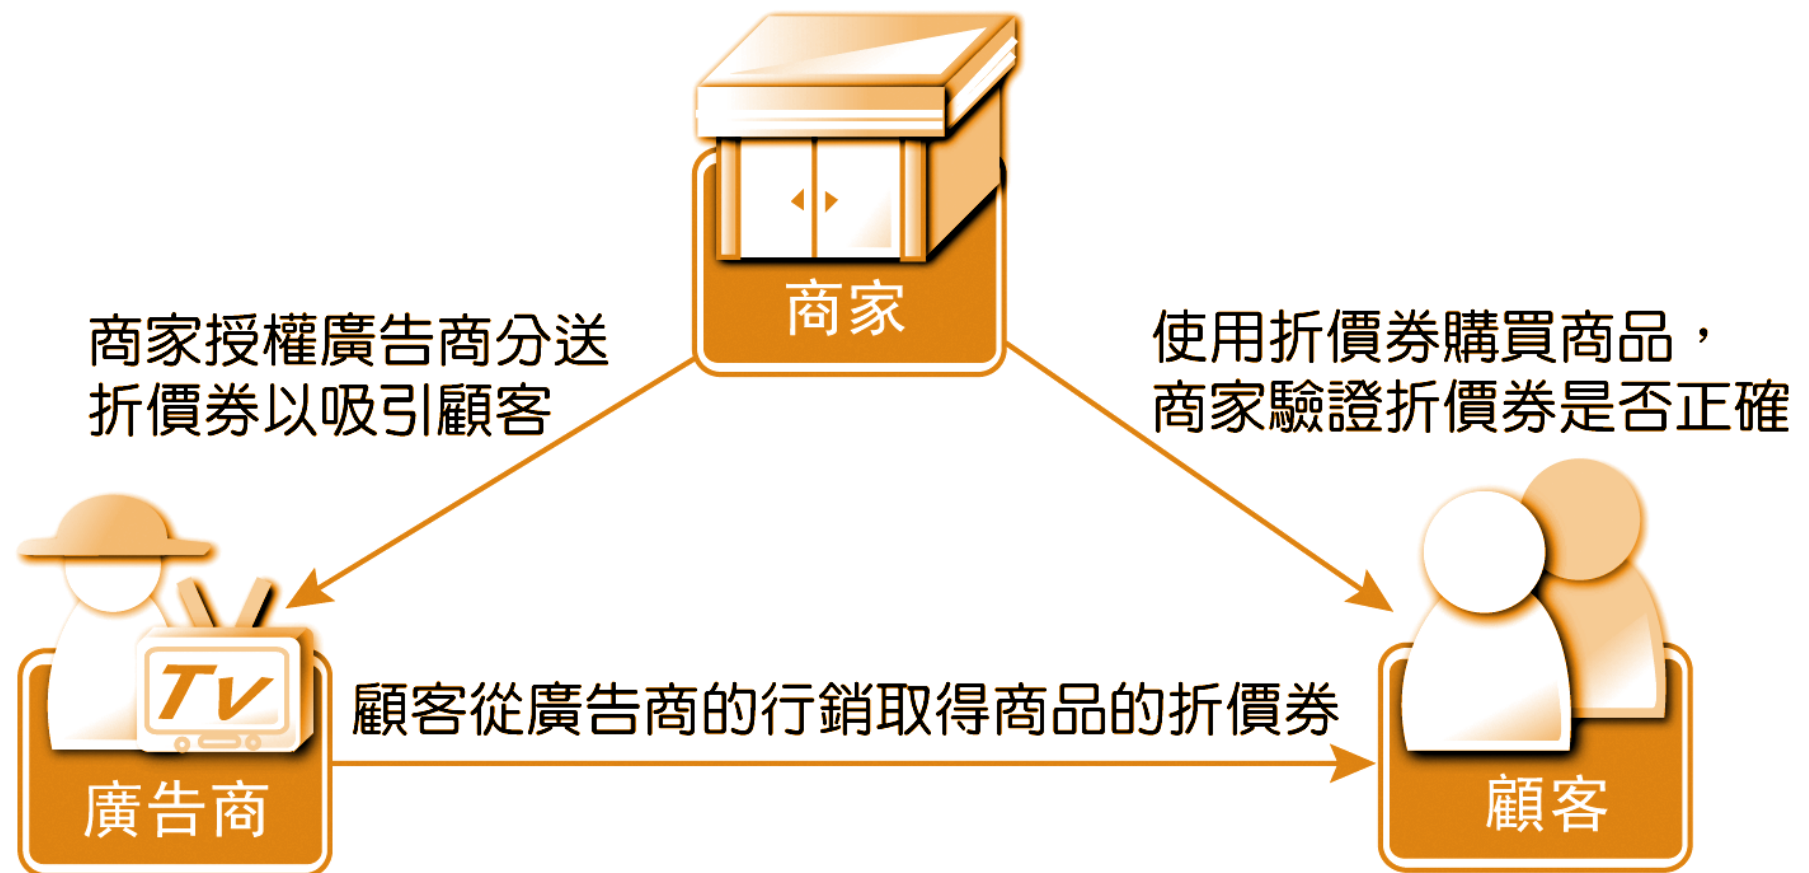 商家
商家授權廣告商分送
折價券以吸引顧客
使用折價券購買商品，
商家驗證折價券是否正確
TV
顧客從廣告商的行銷取得商品的折價券
廣告商
顧客